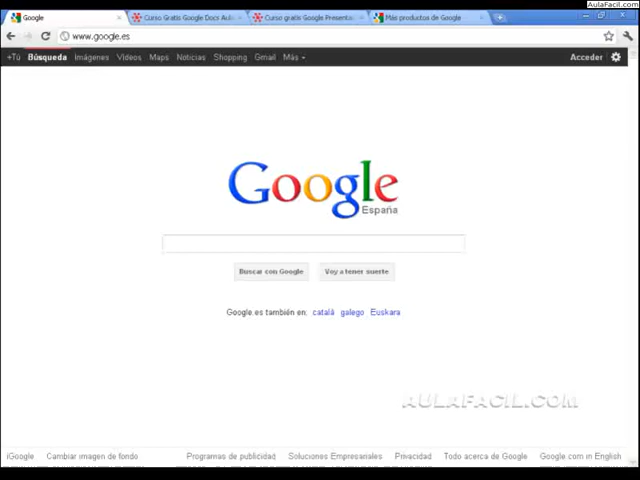 AulaFacil.com
Google
Curso Gratis Google Docs Aula
Curso gratis Google Presenta
Más productos de Google
www.google.es
+Tú Búsqueda Imágenes Vídeos Maps Noticias Shopping Gmail Más Acceder
Google
España
Buscar con Google Voy a tener suerte
Google.es también en: català galego Euskara
AULAFACIL.COM
iGoogle Cambiar imagen de fondo Programas de publicidad Soluciones Empresariales Privacidad Todo acerca de Google Google.com in English